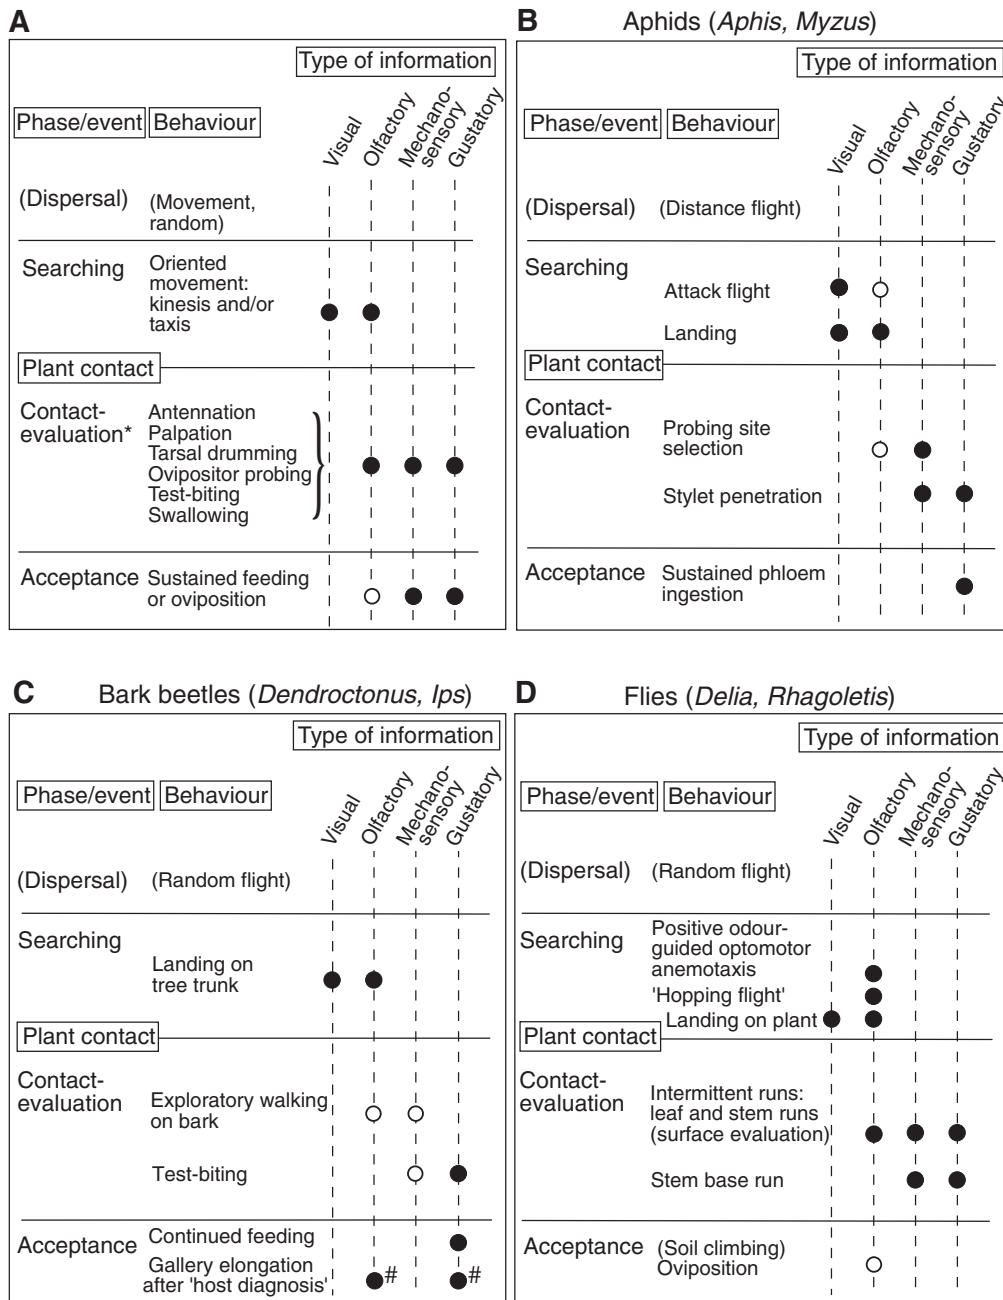 A
Type of information
Phase/event
Behaviour
Visual
Olfactory
Mechano-
sensory
Gustatory
(Dispersal)
(Movement,
random)
Searching
Oriented
movement:
kinesis and/or
taxis
Plant contact
Contact-
evaluation*
Antennation
Palpation
Tarsal drumming
Ovipositor probing
Test-biting
Swallowing
Acceptance
Sustained feeding
or oviposition
B
Aphids (Aphis, Myzus)
Type of information
Phase/event
Behaviour
Visual
Olfactory
Mechano-
sensory
Gustatory
(Dispersal)
(Distance flight)
Searching
Attack flight
Landing
Plant contact
Contact-
evaluation
Probing site
selection
Stylet penetration
Acceptance
Sustained phloem
ingestion
C
Bark beetles (Dendroctonus, Ips)
Type of information
Phase/event
Behaviour
Visual
Olfactory
Mechano-
sensory
Gustatory
(Dispersal)
(Random flight)
Searching
Landing on
tree trunk
Plant contact
Contact-
evaluation
Exploratory walking
on bark
Test-biting
Acceptance
Continued feeding
Gallery elongation
after 'host diagnosis'
# #
D
Flies (Delia, Rhagoletis)
Type of information
Phase/event
Behaviour
Visual
Olfactory
Mechano-
sensory
Gustatory
(Dispersal)
(Random flight)
Searching
Positive odour-
guided optomotor
anemotaxis
'Hopping flight'
Landing on plant
Plant contact
Contact-
evaluation
Intermittent runs:
leaf and stem runs
(surface evaluation)
Stem base run
Acceptance
(Soil climbing)
Oviposition